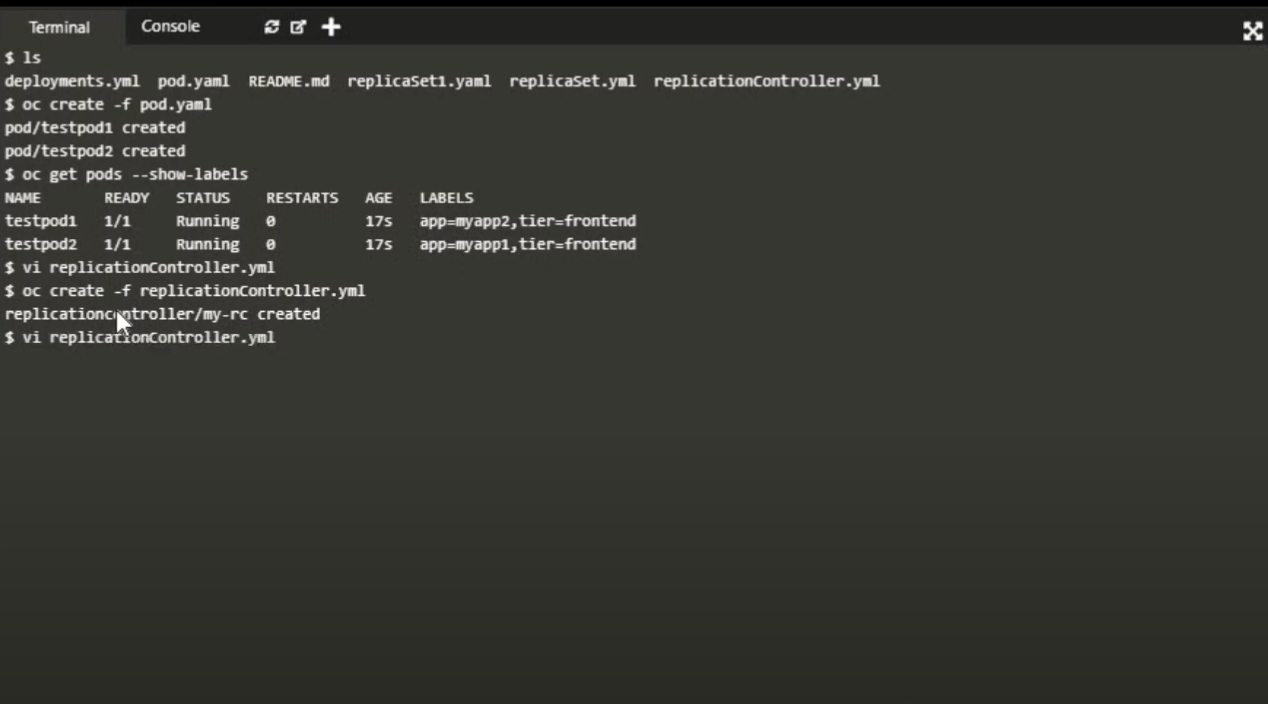 Terminal Console
$ ls
deployments.yml pod.yaml README.md replicaSet1.yaml replicaSet.yml replicationController.yml
$ oc create -f pod.yaml
pod/testpod1 created
pod/testpod2 created
$ oc get pods --show-labels
NAME READY STATUS RESTARTS AGE LABELS
testpod1 1/1 Running 0 17s app=myapp2,tier=frontend
testpod2 1/1 Running 0 17s app=myapp1,tier=frontend
$ vi replicationController.yml
$ oc create -f replicationController.yml
replicationcontroller/my-rc created
$ vi replicationController.yml